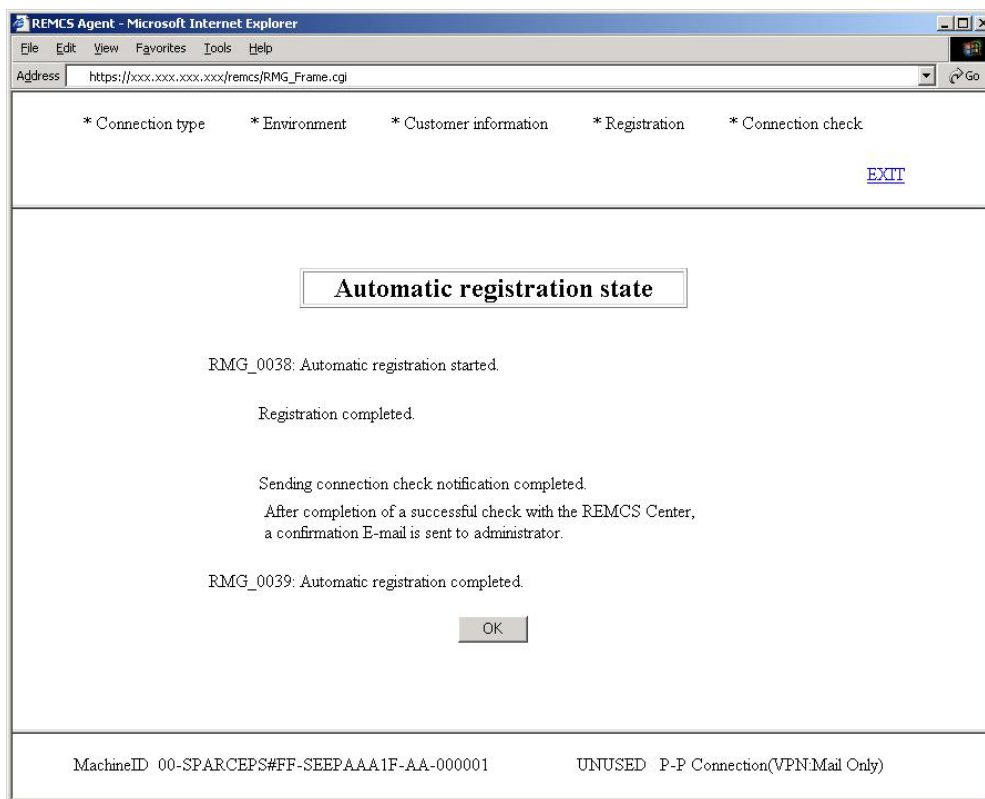 REMCS Agent - Microsoft Internet Explorer
File Edit View Favorites Tools Help
Address https://xxx.xxx.xxx.xxx/remcs/RMG_Frame.cgi Go
* Connection type * Environment * Customer information * Registration * Connection check
EXIT
Automatic registration state
RMG_0038: Automatic registration started.
Registration completed.
Sending connection check notification completed.
After completion of a successful check with the REMCS Center,
a confirmation E-mail is sent to administrator.
RMG_0039: Automatic registration completed.
OK
MachineID 00-SPARCEPS#FF-SEEPAAA1F-AA-000001 UNUSED P-P Connection(VPN:Mail Only)